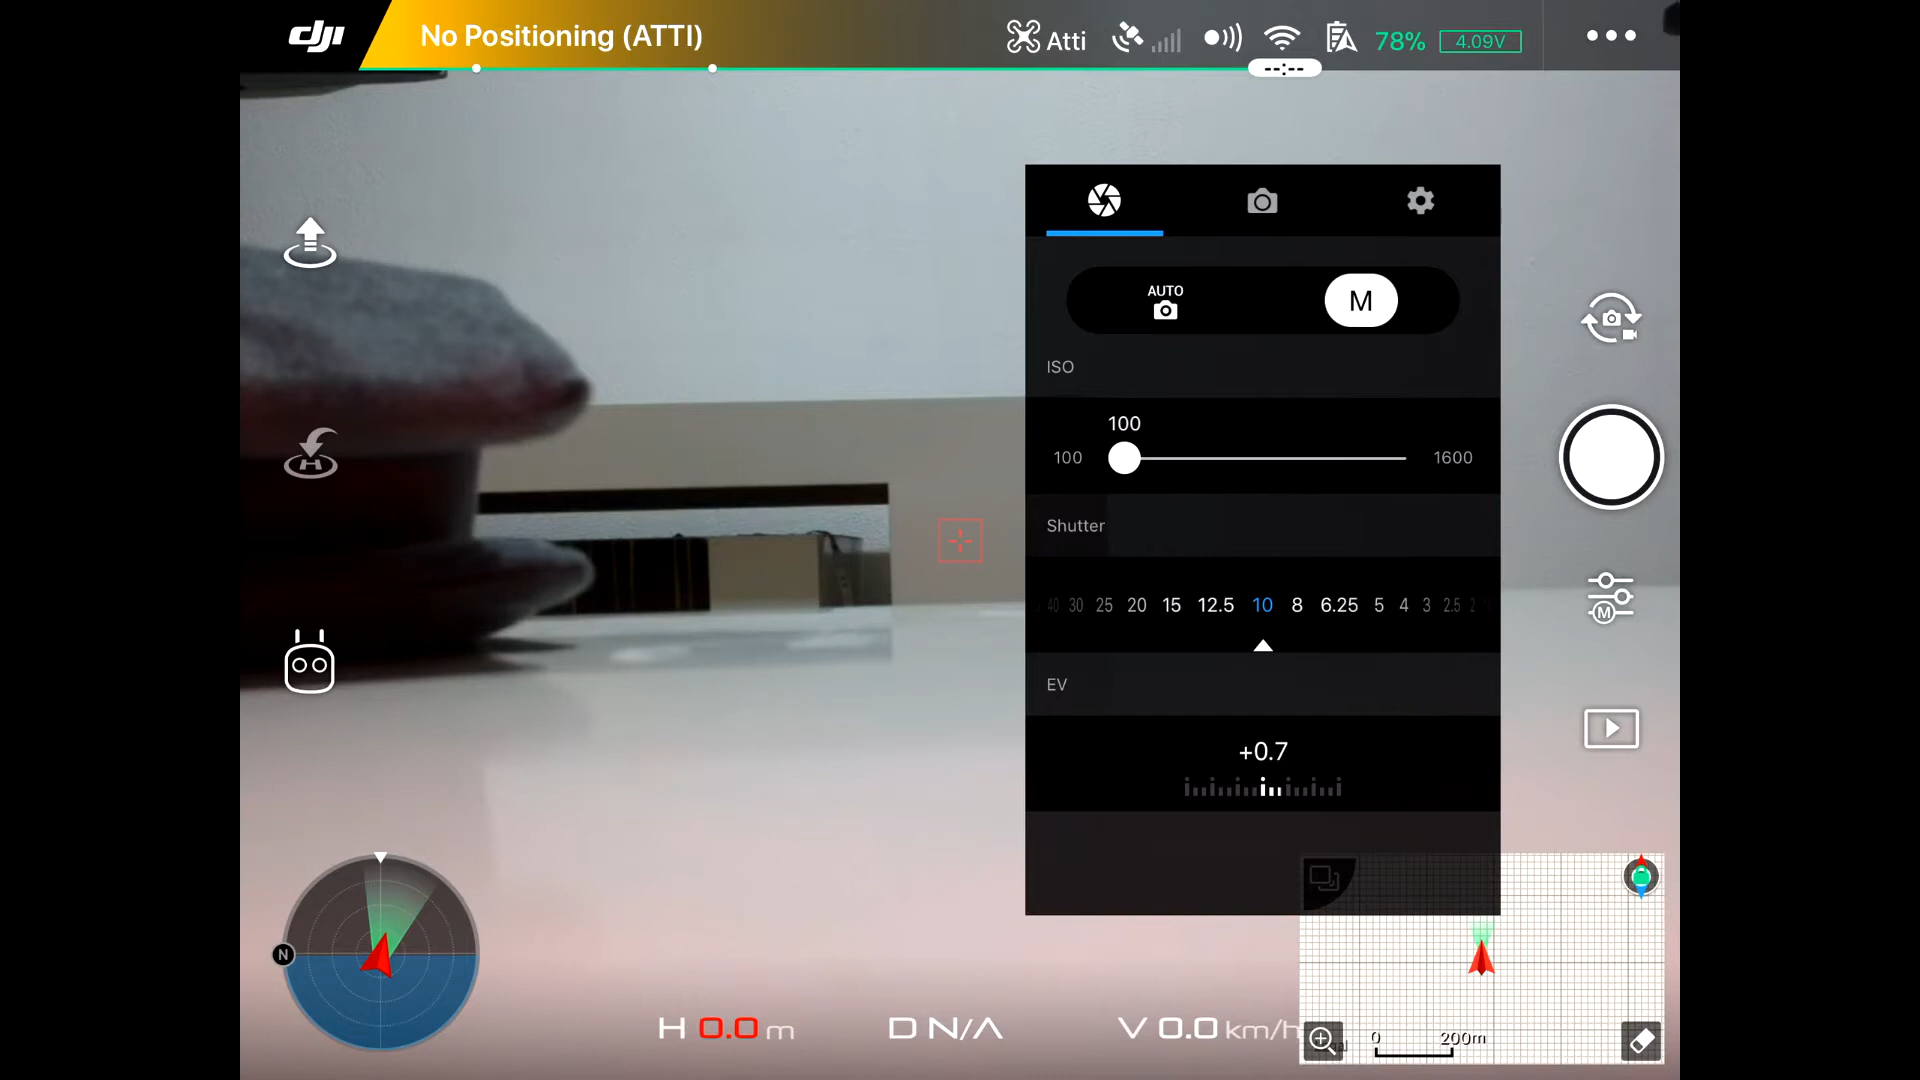 dji No Positioning (ATTI) Atti 78% 4.09V
--:--
AUTO M
ISO
100
100 1600
Shutter
40 30 25 20 15 12.5 10 8 6.25 5 4 3 2.5 2
M
EV
+0.7
N
H 0.0 m D N/A V 0.0 km/h
0 200m